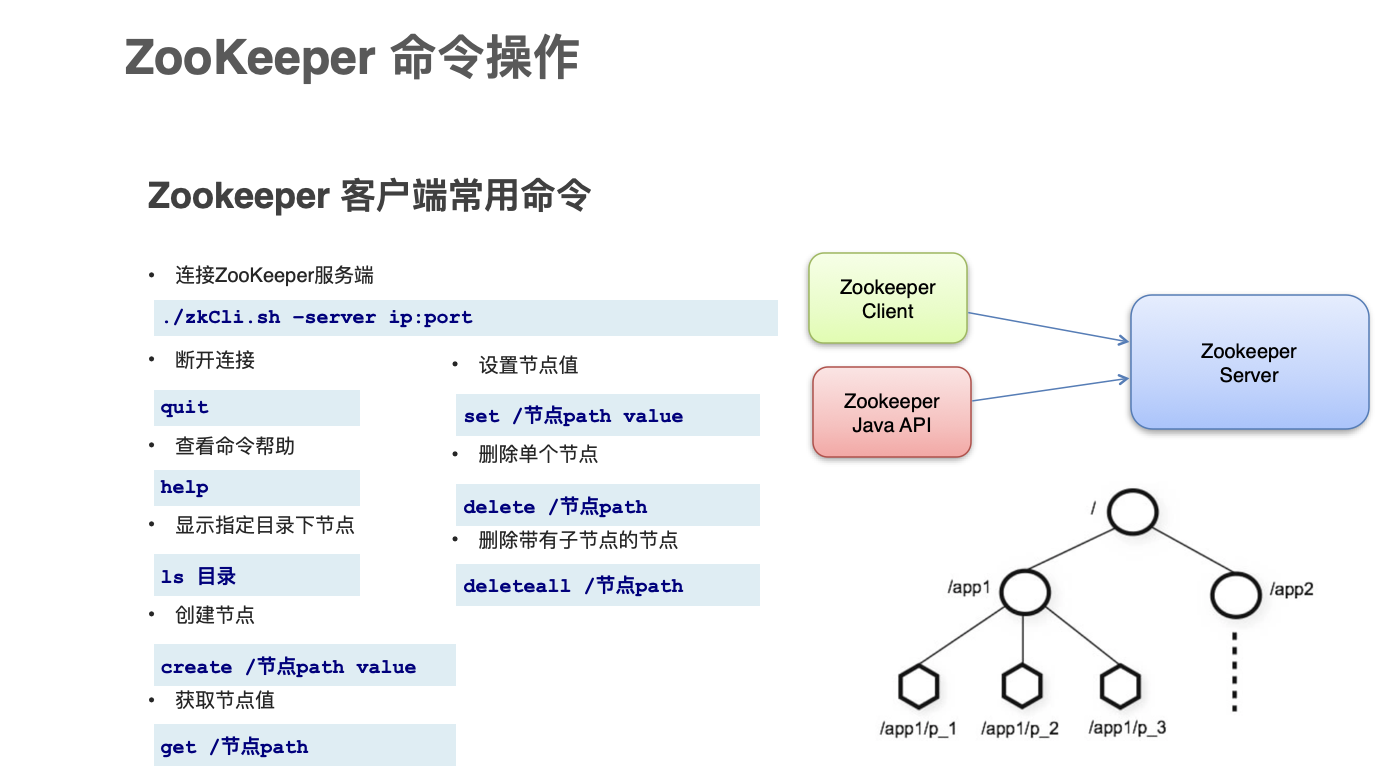 ZooKeeper 命令操作
Zookeeper 客户端常用命令
• 连接ZooKeeper服务端
./zkCli.sh –server ip:port
• 断开连接
quit
• 查看命令帮助
help
• 显示指定目录下节点
ls 目录
• 创建节点
create /节点path value
• 获取节点值
get /节点path
• 设置节点值
set /节点path value
• 删除单个节点
delete /节点path
• 删除带有子节点的节点
deleteall /节点path
Zookeeper
Client
Zookeeper
Java API
Zookeeper
Server
/
/app1
/app2
/app1/p_1
/app1/p_2
/app1/p_3